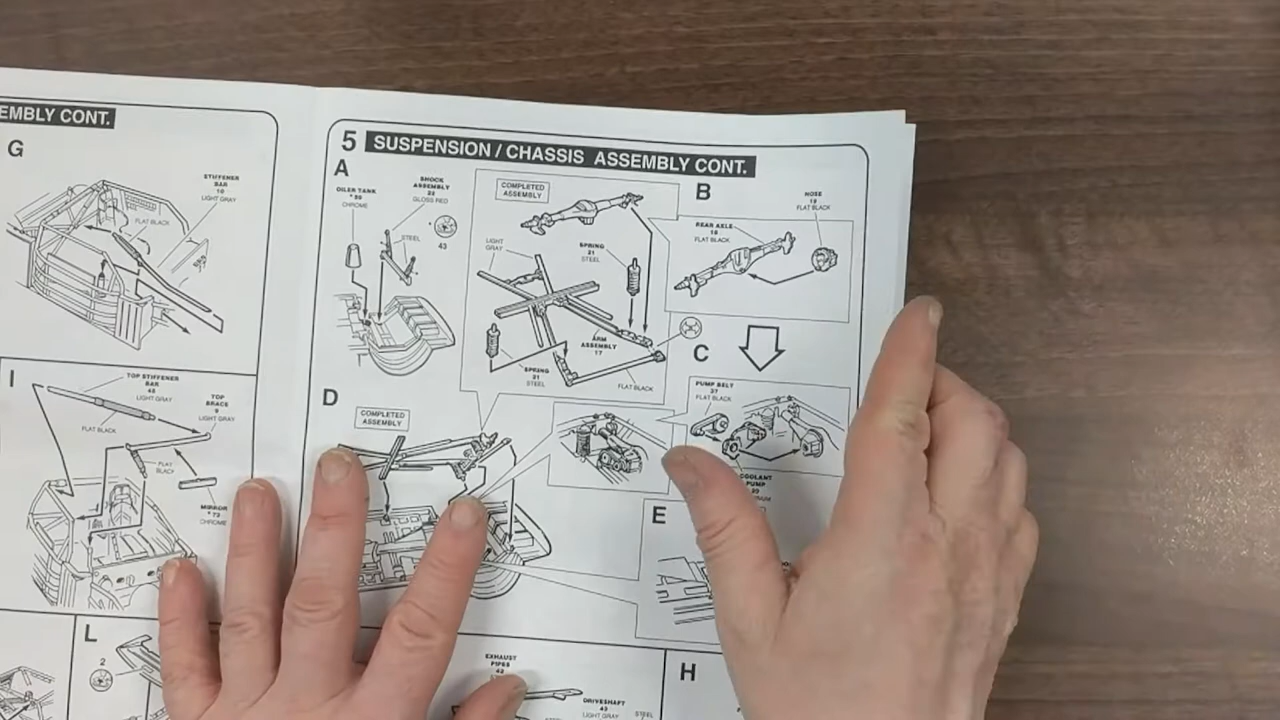 EMBLY CONT.
G
STIFFENER
BAR
10
LIGHT GRAY
FLAT BLACK
I
TOP STIFFENER
BAR
45
LIGHT GRAY
TOP
BRACE
9
LIGHT GRAY
FLAT BLACK
FLAT
BLACK
MIRROR
* 73
CHROME
L
2
5 SUSPENSION / CHASSIS ASSEMBLY CONT.
A
OILER TANK
CHROME
SHOCK
ASSEMBLY
22
GLOSS RED
STEEL
43
COMPLETED
ASSEMBLY
LIGHT
GRAY
SPRING
21
STEEL
ARM
ASSEMBLY
17
SPRING
21
STEEL
FLAT BLACK
B
NOSE
19
FLAT BLACK
REAR AXLE
18
FLAT BLACK
C
PUMP BELT
37
FLAT BLACK
COOLANT
PUMP
D
COMPLETED
ASSEMBLY
E
EXHAUST
PIPES
42
DRIVESHAFT
43
LIGHT GRAY
STEEL
H